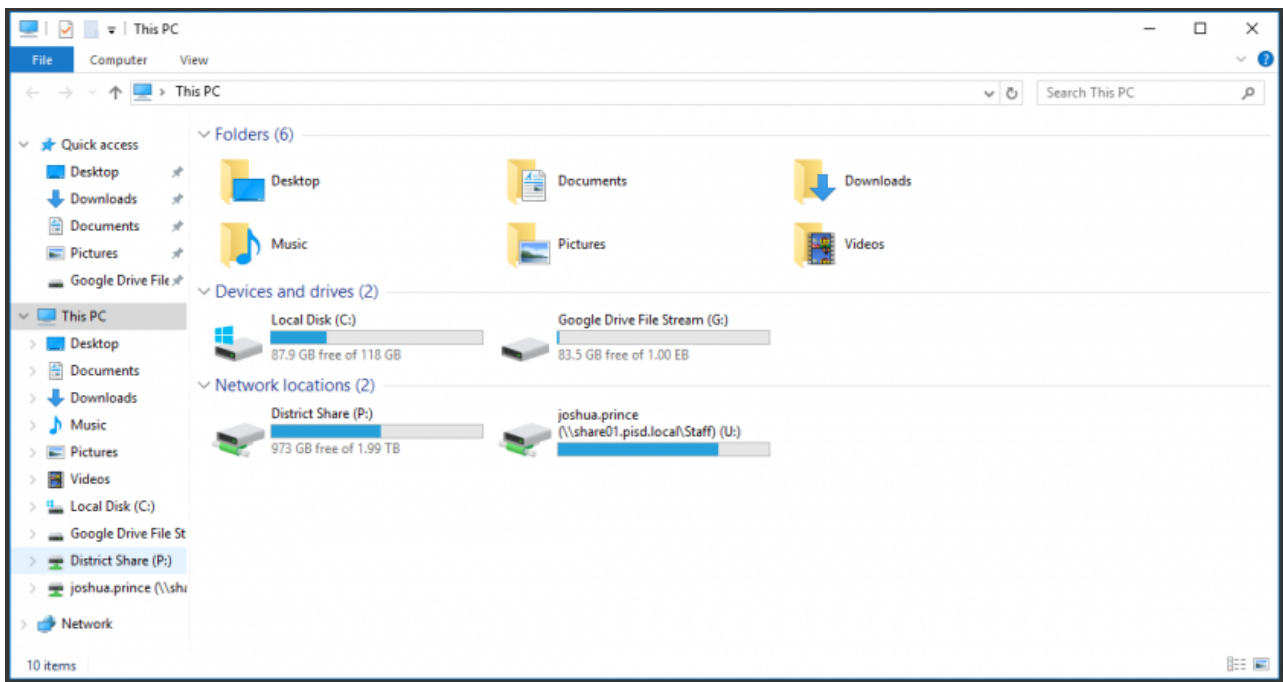 This PC
File Computer View
This PC
Search This PC
Quick access
Desktop
Downloads
Documents
Pictures
Google Drive File
This PC
Desktop
Documents
Downloads
Music
Pictures
Videos
Local Disk (C:)
Google Drive File St
District Share (P:)
joshua.prince (\\sha
Network
Folders (6)
Desktop Documents Downloads
Music Pictures Videos
Devices and drives (2)
Local Disk (C:)
87.9 GB free of 118 GB
Google Drive File Stream (G:)
83.5 GB free of 1.00 EB
Network locations (2)
District Share (P:)
973 GB free of 1.99 TB
joshua.prince
(\\share01.pisd.local\Staff) (U:)
10 items